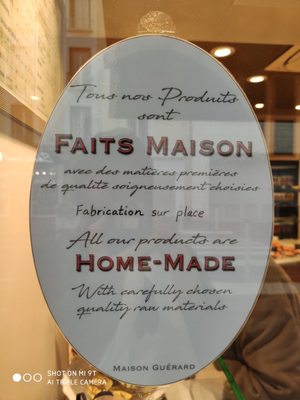 Tous nos Produits
sont
FAITS MAISON
avec des matières premières
de qualité soigneusement choisies
Fabrication sur place
All our products are
HOME-MADE
With carefully chosen
quality raw materials
MAISON GUÉRARD
SHOT ON MI 9T
AI TRIPLE CAMERA